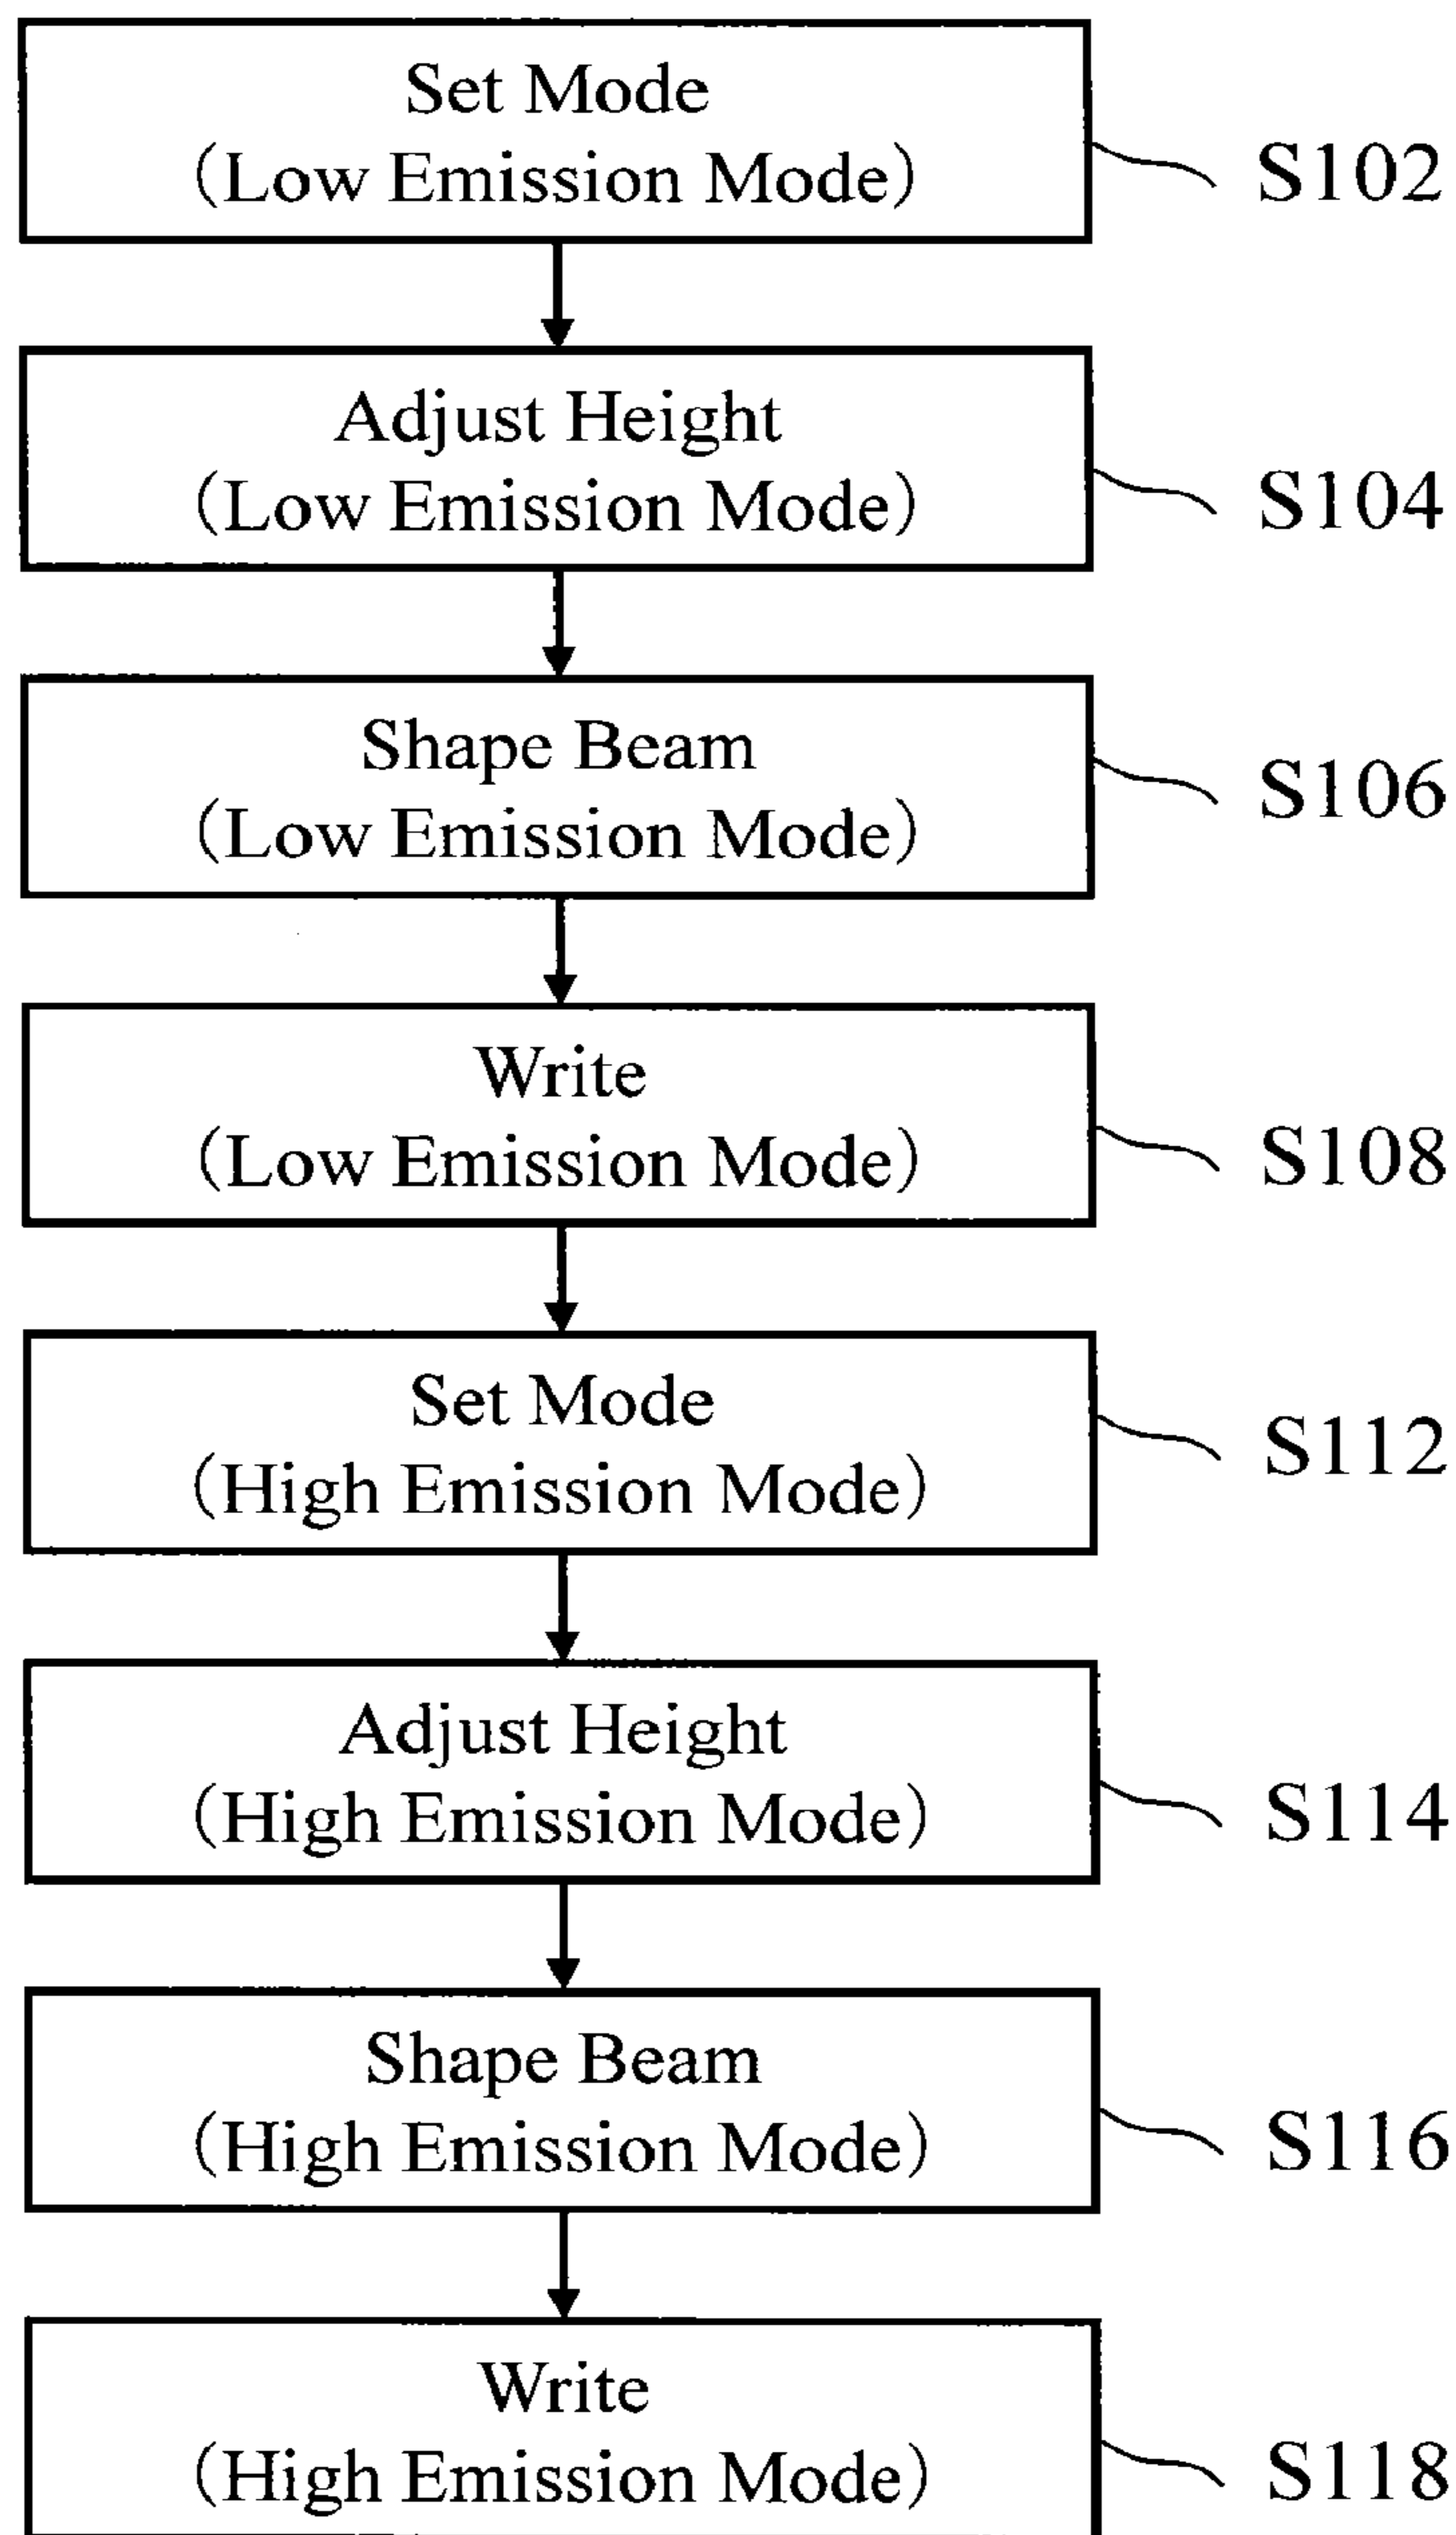 Set Mode
(Low Emission Mode)
S102
Adjust Height
(Low Emission Mode)
S104
Shape Beam
(Low Emission Mode)
S106
Write
(Low Emission Mode)
S108
Set Mode
(High Emission Mode)
S112
Adjust Height
(High Emission Mode)
S114
Shape Beam
(High Emission Mode)
S116
Write
(High Emission Mode)
S118